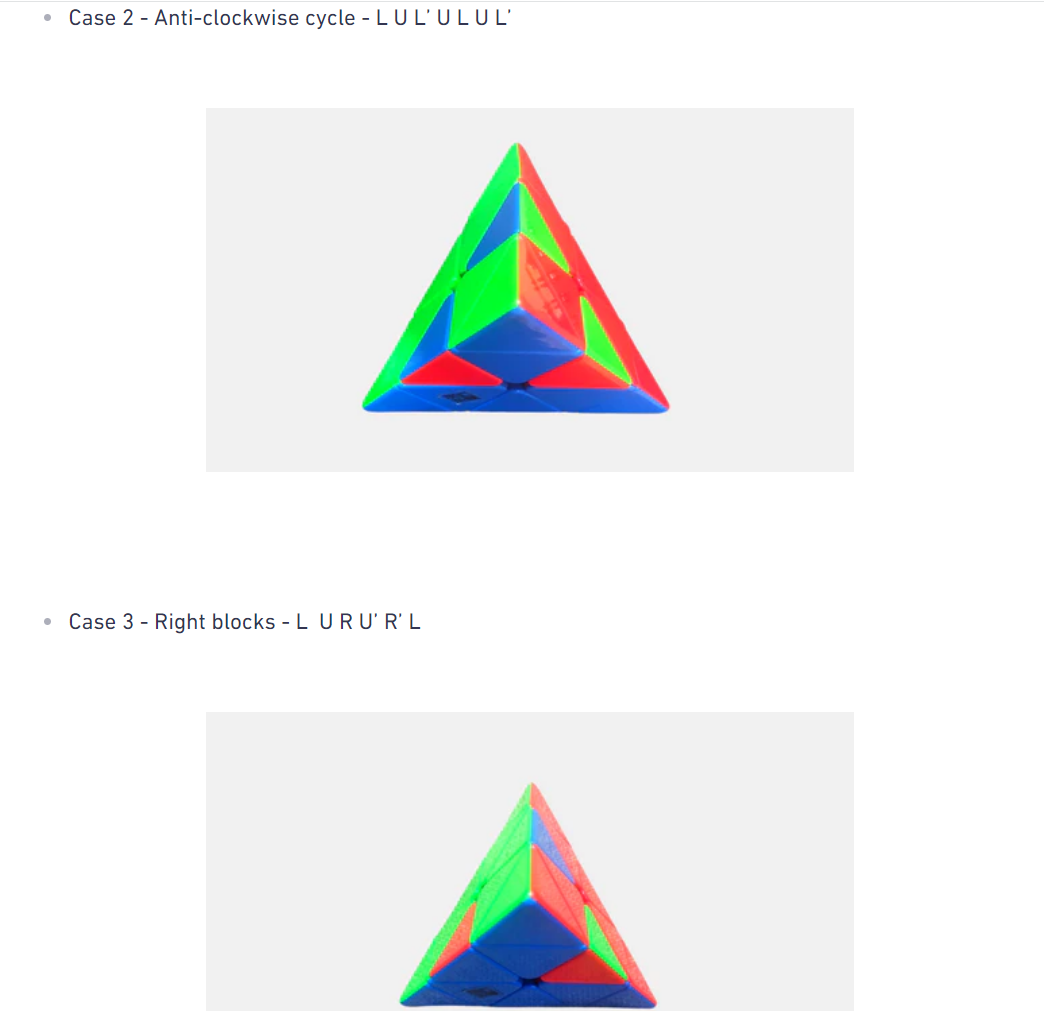 Case 2 - Anti-clockwise cycle - L U L’ U L U L’
Case 3 - Right blocks - L U R U’ R’ L